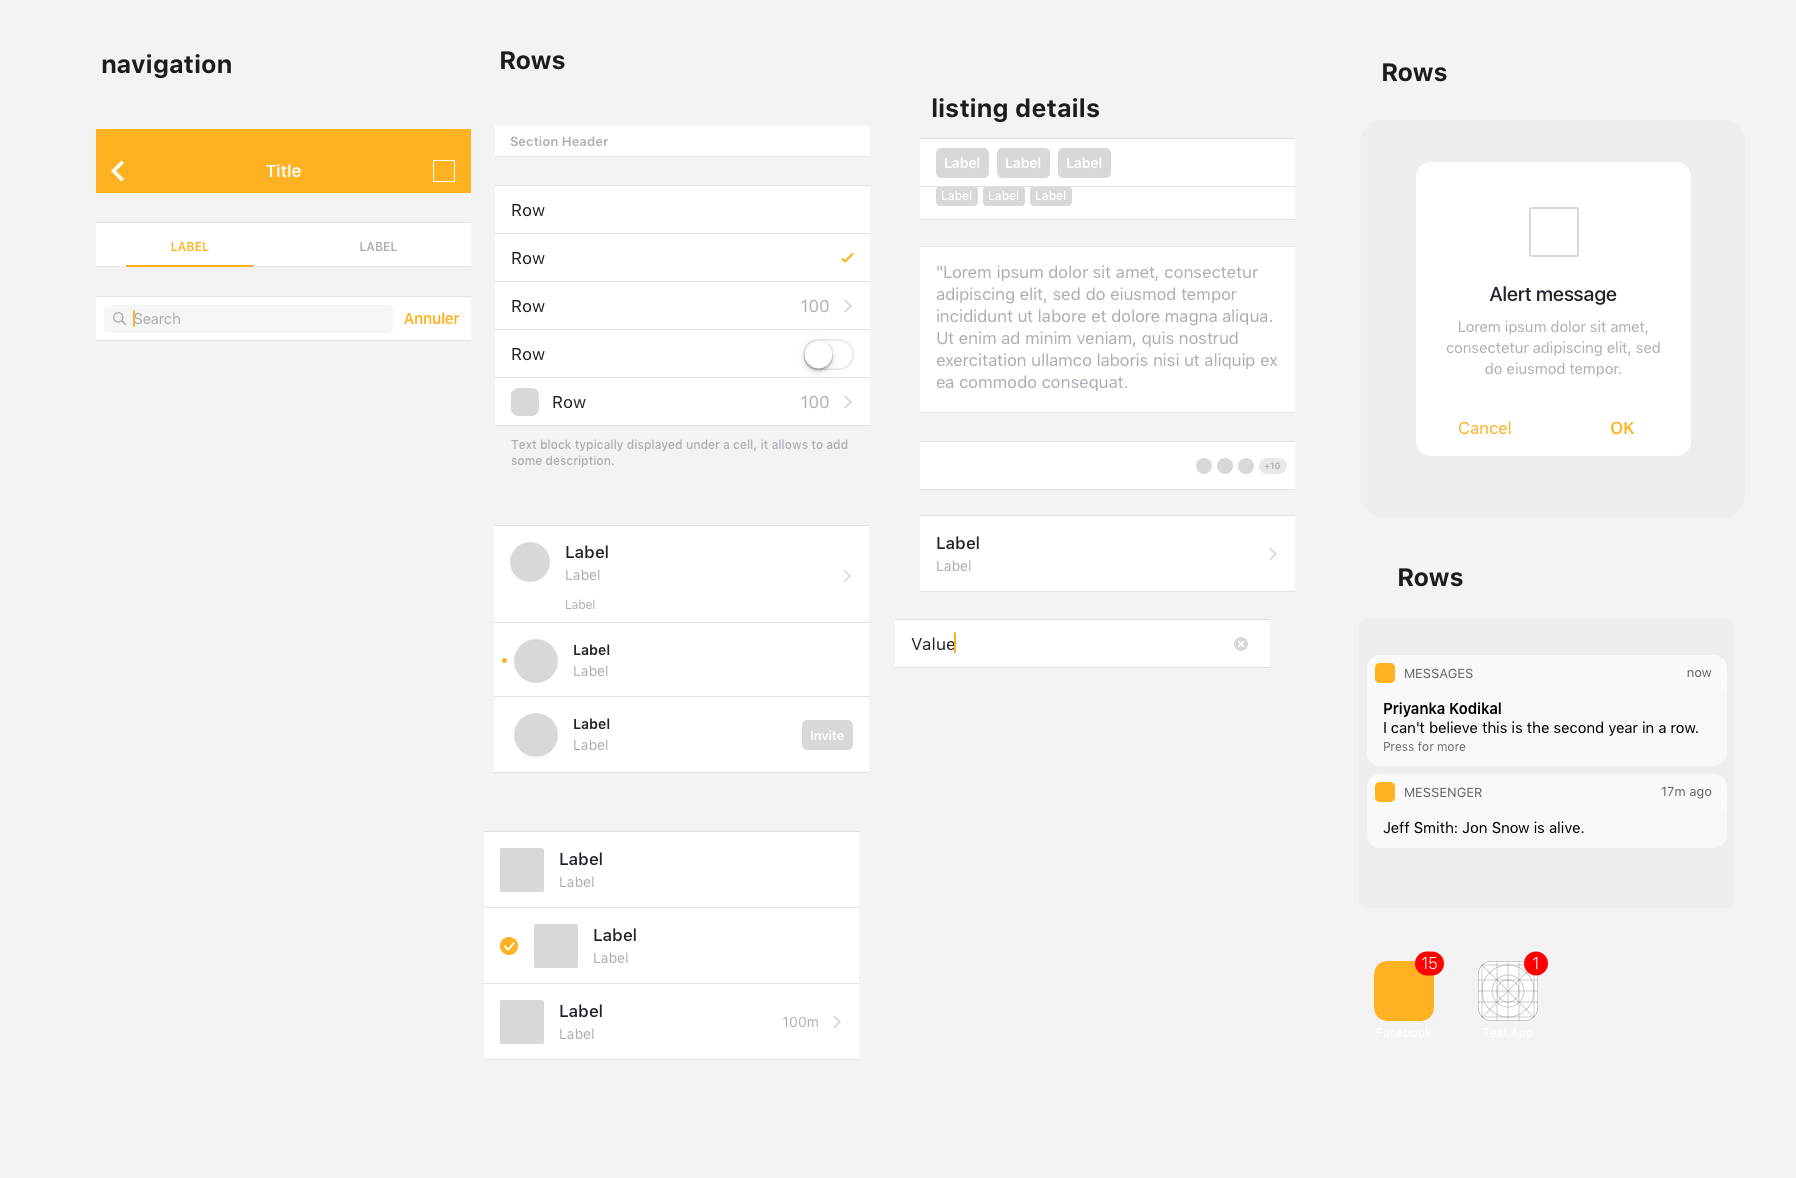 navigation
Title
LABEL LABEL
Search Annuler
Rows
Section Header
Row
Row
Row 100
Row
Row 100
Text block typically displayed under a cell, it allows to add
some description.
Label
Label
Label
Label
Label
Label
Label
Invite
Label
Label
Label
Label
Label
Label
100m
listing details
Label Label Label
Label Label Label
"Lorem ipsum dolor sit amet, consectetur
adipiscing elit, sed do eiusmod tempor
incididunt ut labore et dolore magna aliqua.
Ut enim ad minim veniam, quis nostrud
exercitation ullamco laboris nisi ut aliquip ex
ea commodo consequat.
+10
Label
Label
Value
Rows
Alert message
Lorem ipsum dolor sit amet,
consectetur adipiscing elit, sed
do eiusmod tempor.
Cancel OK
Rows
MESSAGES now
Priyanka Kodikal
I can't believe this is the second year in a row.
Press for more
MESSENGER 17m ago
Jeff Smith: Jon Snow is alive.
15 1
Facebook Test App